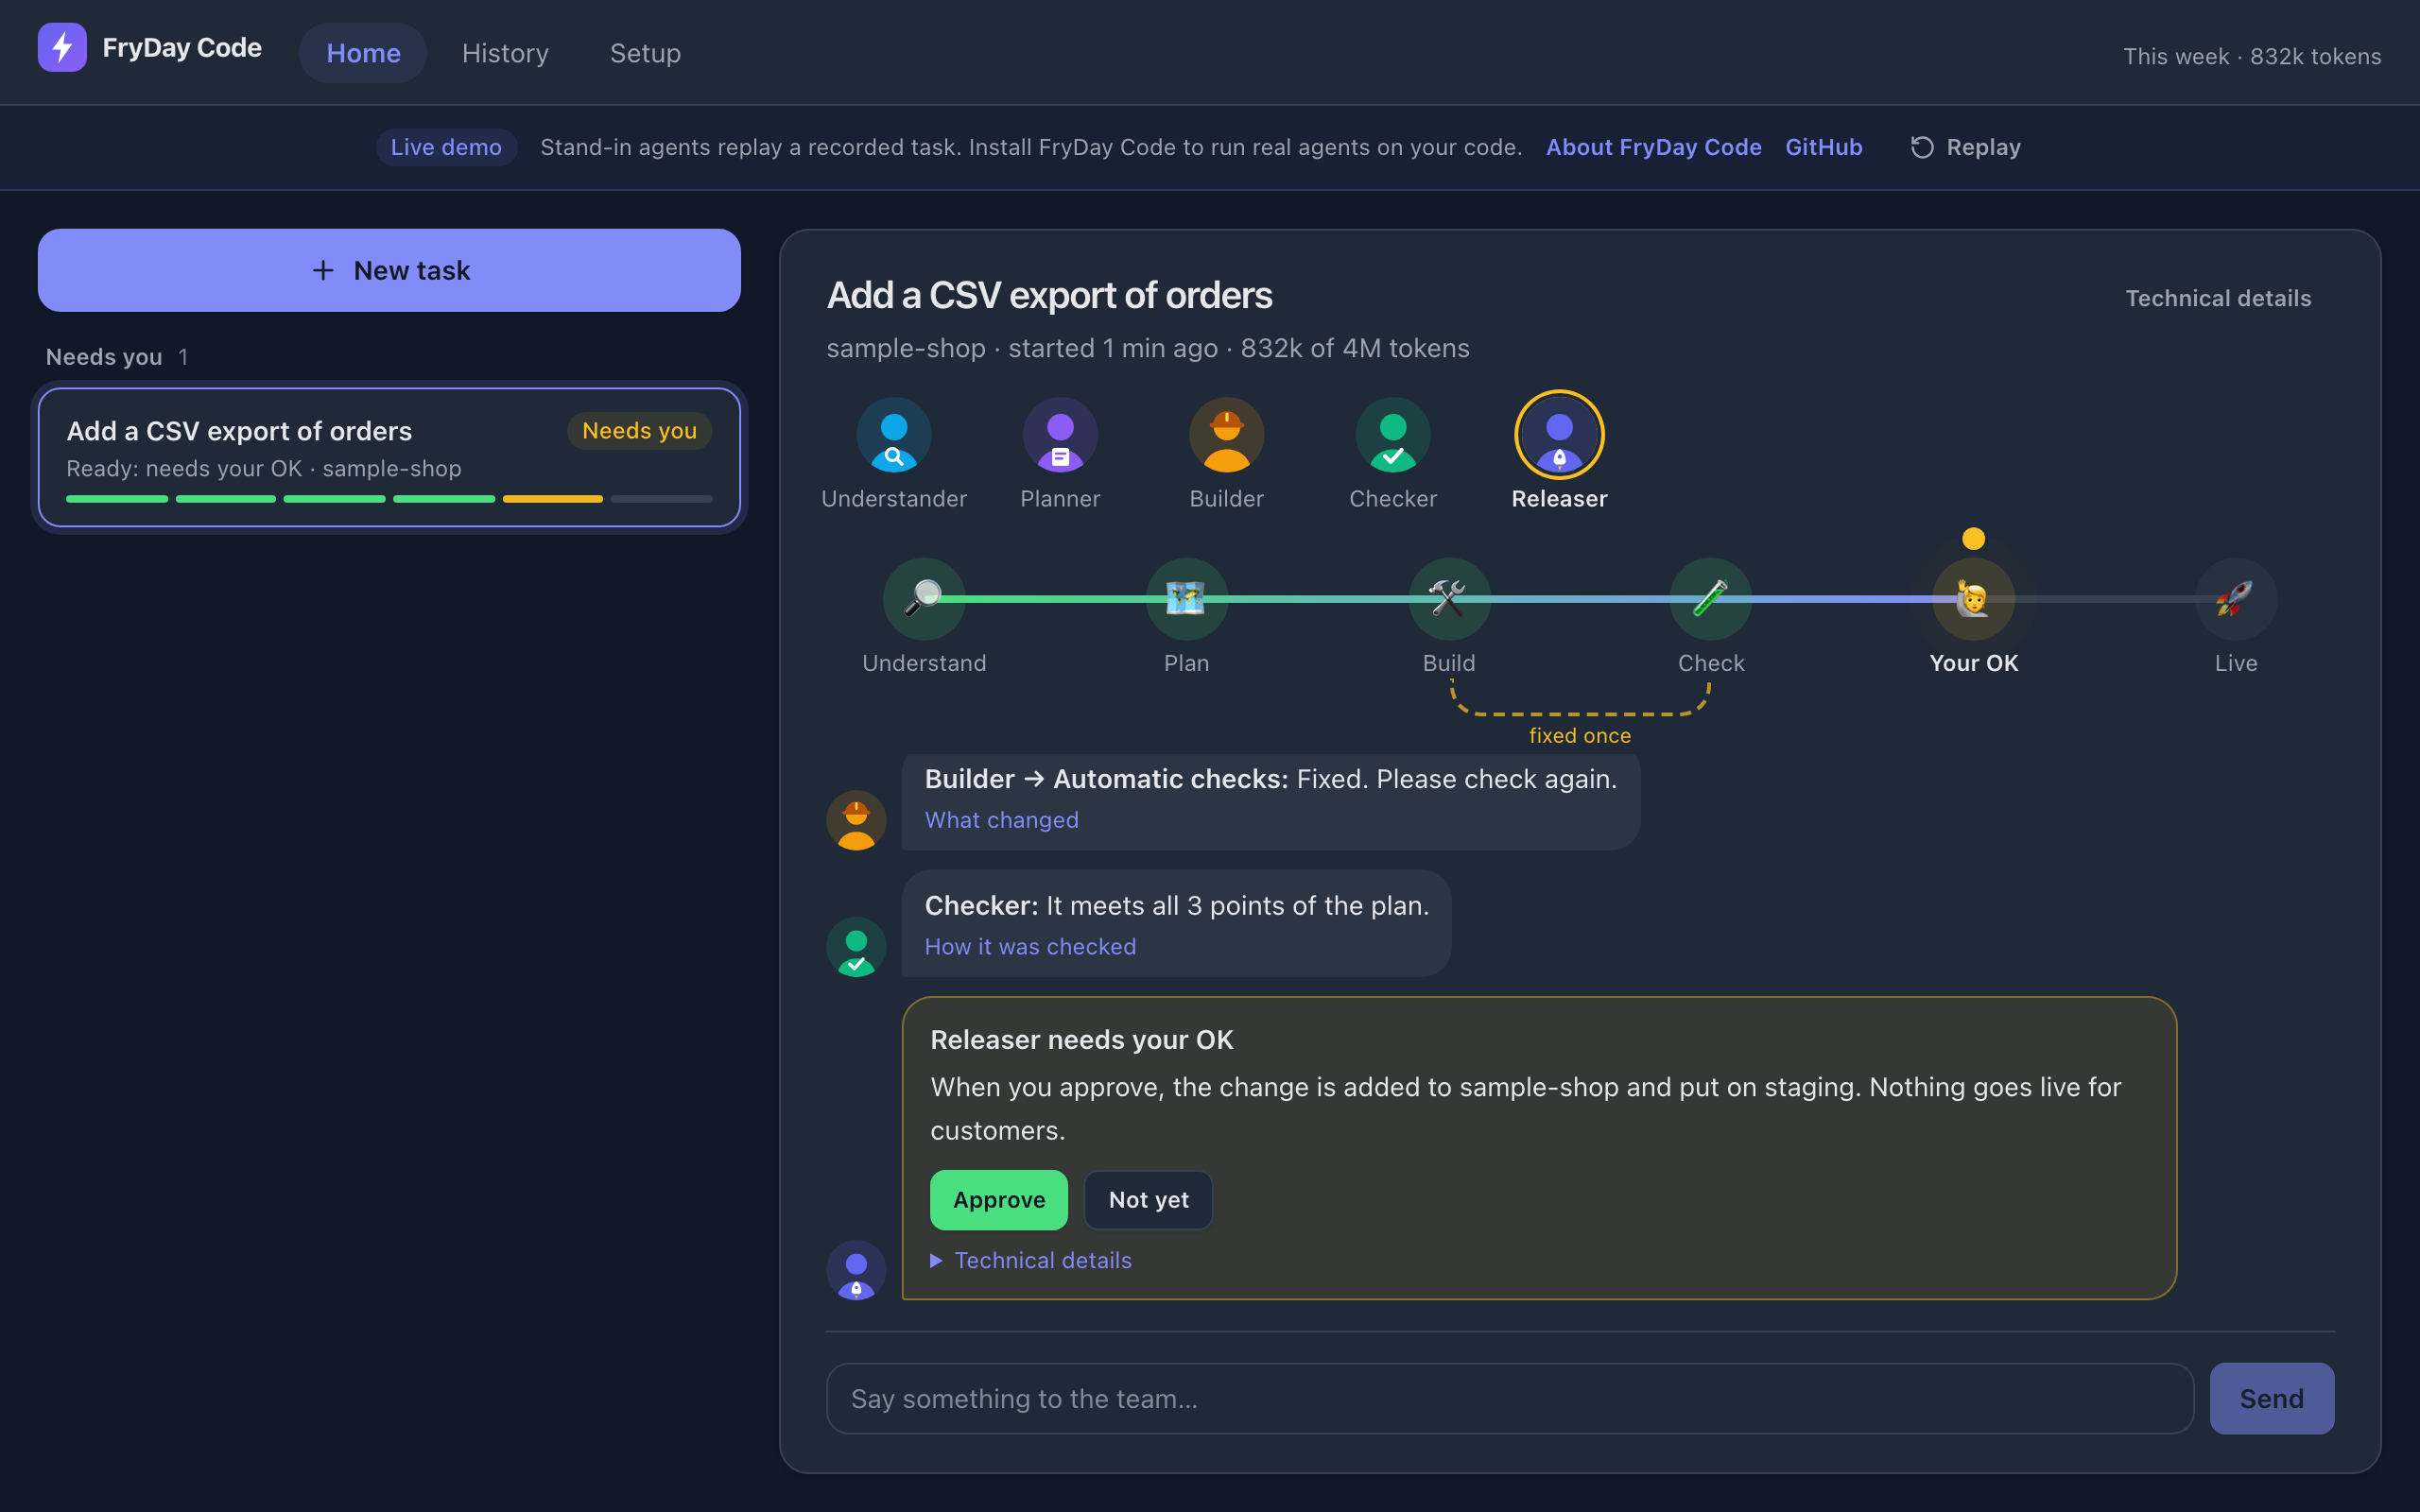 FryDay Code
Home
History
Setup
This week · 832k tokens
Live demo
Stand-in agents replay a recorded task. Install FryDay Code to run real agents on your code.
About FryDay Code
GitHub
Replay
+ New task
Needs you 1
Add a CSV export of orders
Needs you
Ready: needs your OK · sample-shop
Add a CSV export of orders
Technical details
sample-shop · started 1 min ago · 832k of 4M tokens
Understander
Planner
Builder
Checker
Releaser
Understand
Plan
Build
Check
Your OK
Live
fixed once
Builder → Automatic checks: Fixed. Please check again.
What changed
Checker: It meets all 3 points of the plan.
How it was checked
Releaser needs your OK
When you approve, the change is added to sample-shop and put on staging. Nothing goes live for
customers.
Approve
Not yet
Technical details
Say something to the team...
Send